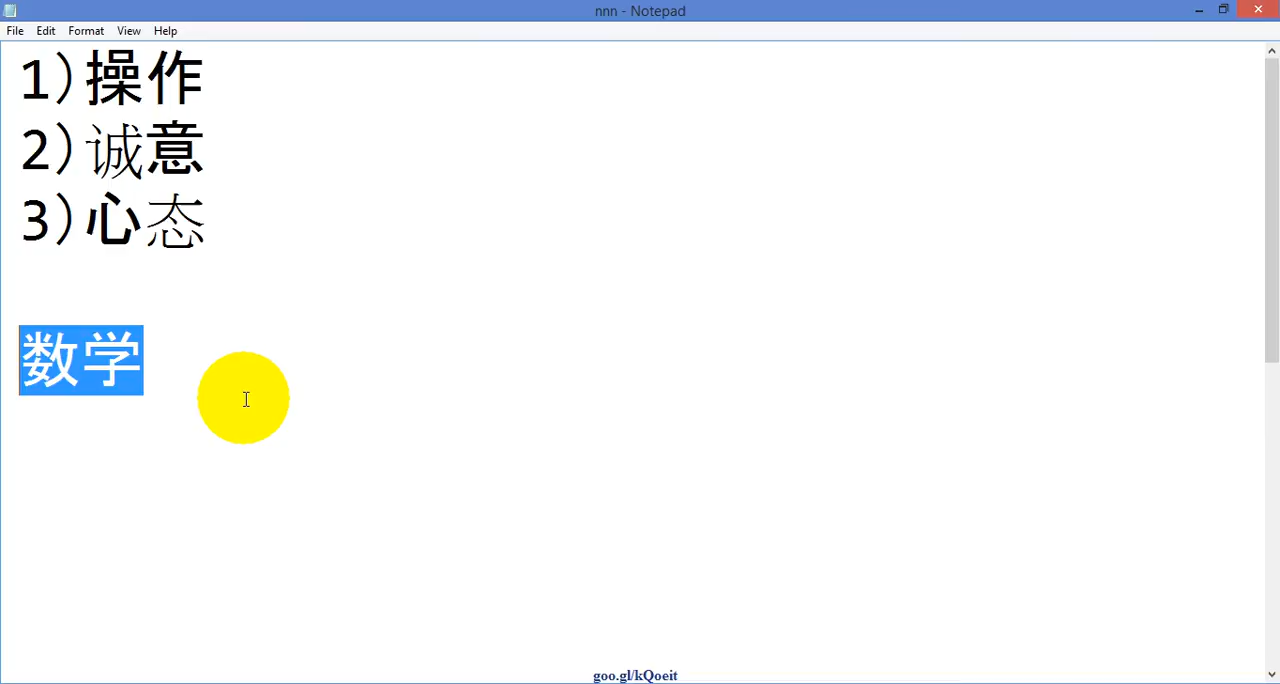 nnn - Notepad
File Edit Format View Help
1)操作
2)诚意
3)心态
数学
goo.gl/kQoeit